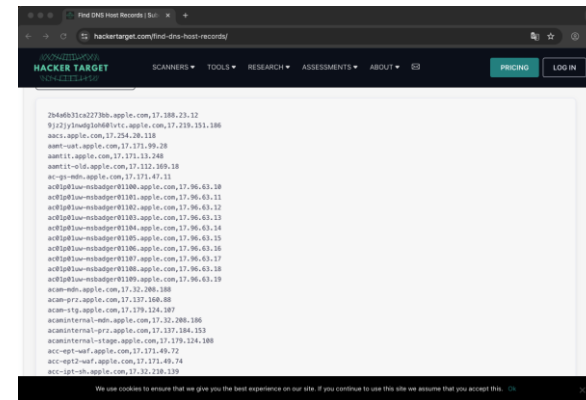 Find DNS Host Records | Sub
hackertarget.com/find-dns-host-records/
HACKER TARGET
SCANNERS TOOLS RESEARCH ASSESSMENTS ABOUT PRICING LOG IN
2b4a6b31ca2273bb.apple.com,17.188.23.12
9jz2jy1nwdg1oh60lvtc.apple.com,17.219.151.186
aacs.apple.com,17.254.20.118
aamt-uat.apple.com,17.171.99.28
aamtit.apple.com,17.171.13.248
aamtit-old.apple.com,17.112.169.18
ac-gs-mdn.apple.com,17.171.47.11
ac01p01uw-msbadger01100.apple.com,17.96.63.10
ac01p01uw-msbadger01101.apple.com,17.96.63.11
ac01p01uw-msbadger01102.apple.com,17.96.63.12
ac01p01uw-msbadger01103.apple.com,17.96.63.13
ac01p01uw-msbadger01104.apple.com,17.96.63.14
ac01p01uw-msbadger01105.apple.com,17.96.63.15
ac01p01uw-msbadger01106.apple.com,17.96.63.16
ac01p01uw-msbadger01107.apple.com,17.96.63.17
ac01p01uw-msbadger01108.apple.com,17.96.63.18
ac01p01uw-msbadger01109.apple.com,17.96.63.19
acam-mdn.apple.com,17.32.208.188
acam-prz.apple.com,17.137.160.88
acam-stg.apple.com,17.179.124.107
acaminternal-mdn.apple.com,17.32.208.186
acaminternal-prz.apple.com,17.137.184.153
acaminternal-stage.apple.com,17.179.124.108
acc-ept-waf.apple.com,17.171.49.72
acc-ept2-waf.apple.com,17.171.49.74
acc-ipt-sh.apple.com,17.32.210.139
We use cookies to ensure that we give you the best experience on our site. If you continue to use this site we assume that you accept this. Ok